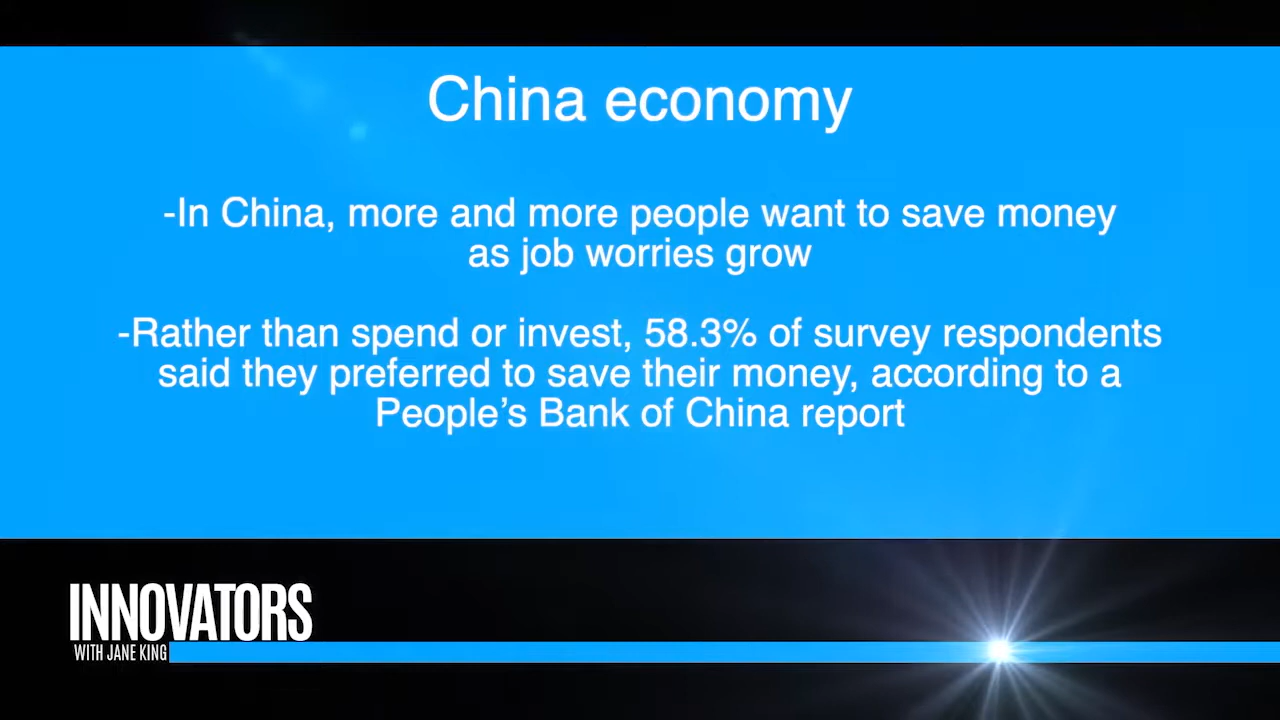 China economy
-In China, more and more people want to save money
as job worries grow
-Rather than spend or invest, 58.3% of survey respondents
said they preferred to save their money, according to a
People’s Bank of China report
INNOVATORS
WITH JANE KING